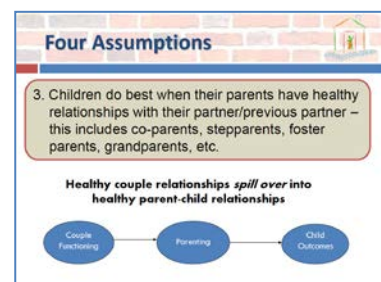 Four Assumptions
3. Children do best when their parents have healthy
relationships with their partner/previous partner –
this includes co-parents, stepparents, foster
parents, grandparents, etc.
Healthy couple relationships spill over into
healthy parent-child relationships
Couple
Functioning
Parenting
Child
Outcomes